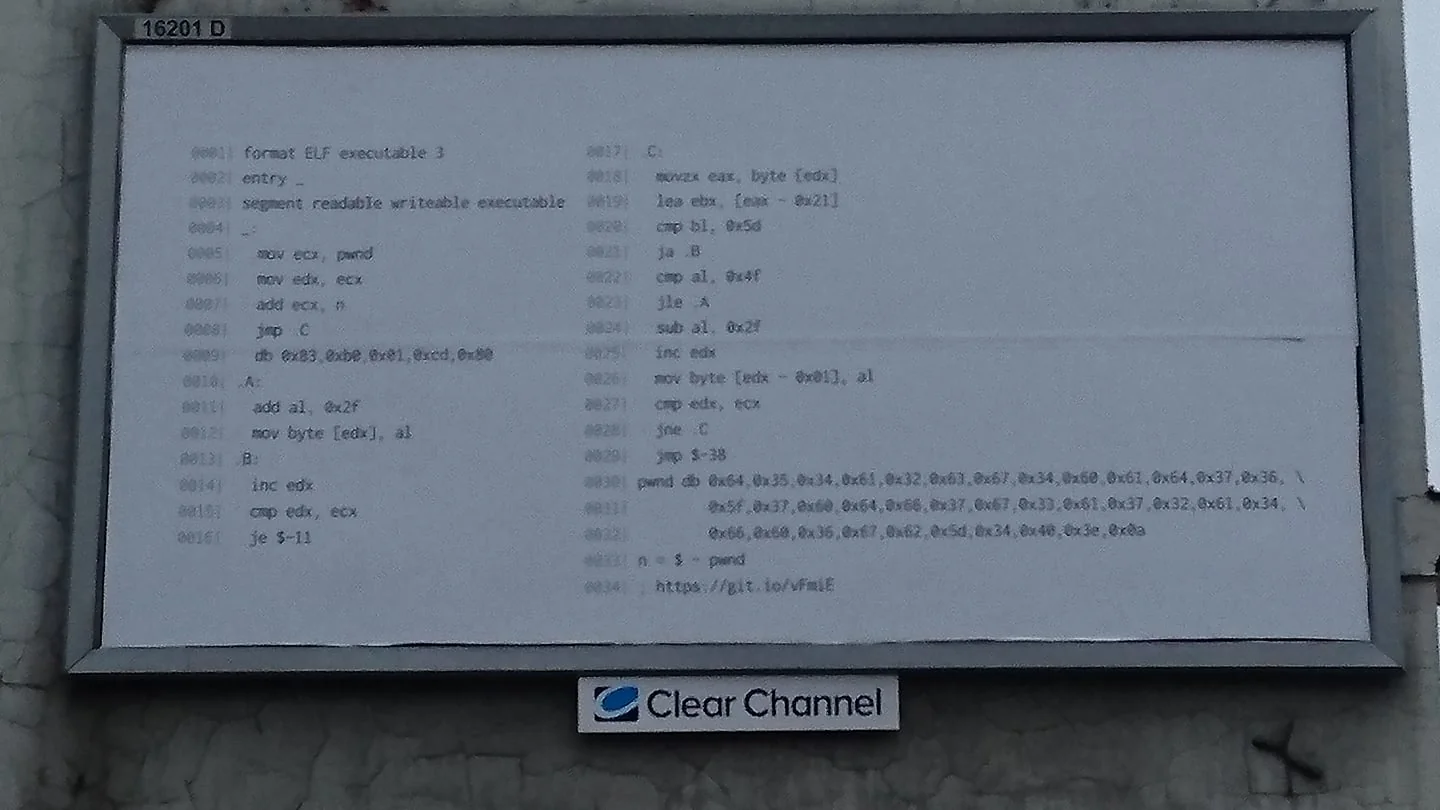 16201 D
0001| format ELF executable 3
0002| entry _
0003| segment readable writeable executable
0004| _:
0005| mov ecx, pwnd
0006| mov edx, ecx
0007| add ecx, n
0008| jmp .C
0009| db 0x83,0xb0,0x01,0xcd,0x80
0010| .A:
0011| add al, 0x2f
0012| mov byte [edx], al
0013| .B:
0014| inc edx
0015| cmp edx, ecx
0016| je $-11
0017| .C:
0018| movzx eax, byte [edx]
0019| lea ebx, [eax - 0x21]
0020| cmp bl, 0x5d
0021| ja .B
0022| cmp al, 0x4f
0023| jle .A
0024| sub al, 0x2f
0025| inc edx
0026| mov byte [edx - 0x01], al
0027| cmp edx, ecx
0028| jne .C
0029| jmp $-38
0030| pwnd db 0x64,0x35,0x34,0x61,0x32,0x63,0x67,0x34,0x60,0x61,0x64,0x37,0x36, \
0031| 0x5f,0x37,0x60,0x64,0x66,0x37,0x67,0x33,0x61,0x37,0x32,0x61,0x34, \
0032| 0x66,0x60,0x36,0x67,0x62,0x5d,0x34,0x40,0x3e,0x0a
0033| n = $ - pwnd
0034| ; https://git.io/vFmiE
Clear Channel